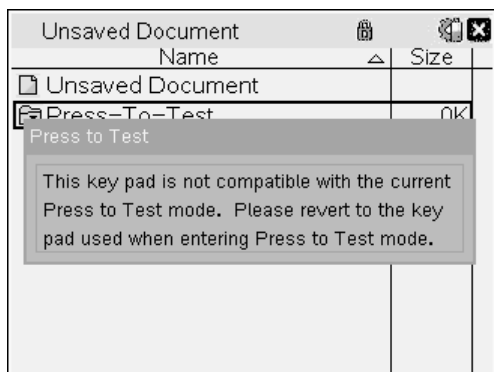 Unsaved Document
Name Size
Unsaved Document
Press-To-Test 0K
Press to Test
This key pad is not compatible with the current
Press to Test mode. Please revert to the key
pad used when entering Press to Test mode.